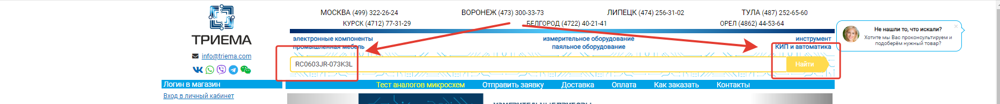 МОСКВА (499) 322-26-24 ВОРОНЕЖ (473) 300-33-73 ЛИПЕЦК (474) 256-31-02 ТУЛА (487) 252-65-60
КУРСК (4712) 77-31-29 БЕЛГОРОД (4722) 40-21-41 ОРЕЛ (4862) 44-53-64
ТРИЕМА
info@triema.com
электронные компоненты измерительное оборудование инструмент
промышленная мебель паяльное оборудование КИП и автоматика
RC0603JR-073K3L Найти
Не нашли то, что искали?
Хотите мы Вас проконсультируем и
подоберём нужный товар?
Логин в магазин
Вход в личный кабинет
Тест аналогов микросхем Отправить заявку Доставка Оплата Как заказать Контакты
ИЗМЕРИТЕЛЬНЫЕ ПРИБОРЫ